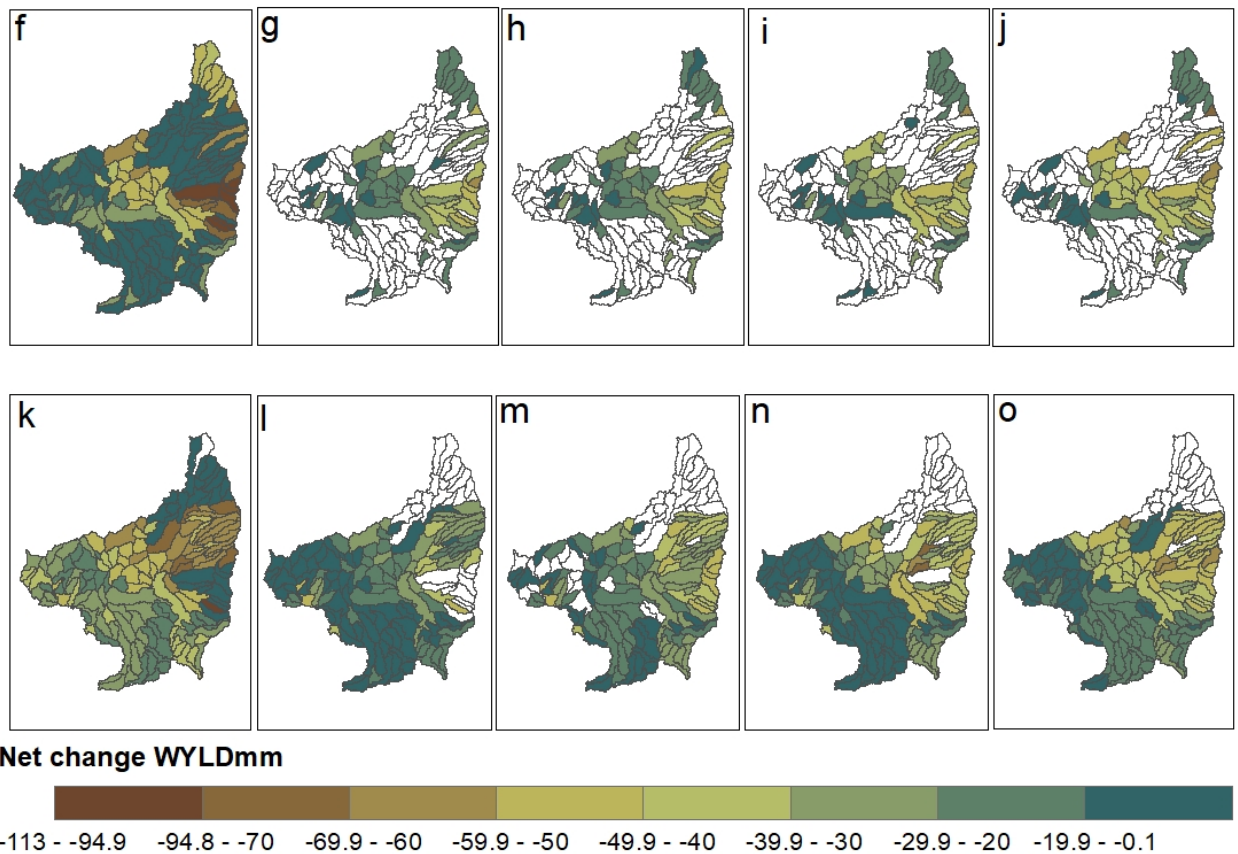 f g h i j
k l m n o
Net change WYLDmm
-113 - -94.9 -94.8 - -70 -69.9 - -60 -59.9 - -50 -49.9 - -40 -39.9 - -30 -29.9 - -20 -19.9 - -0.1